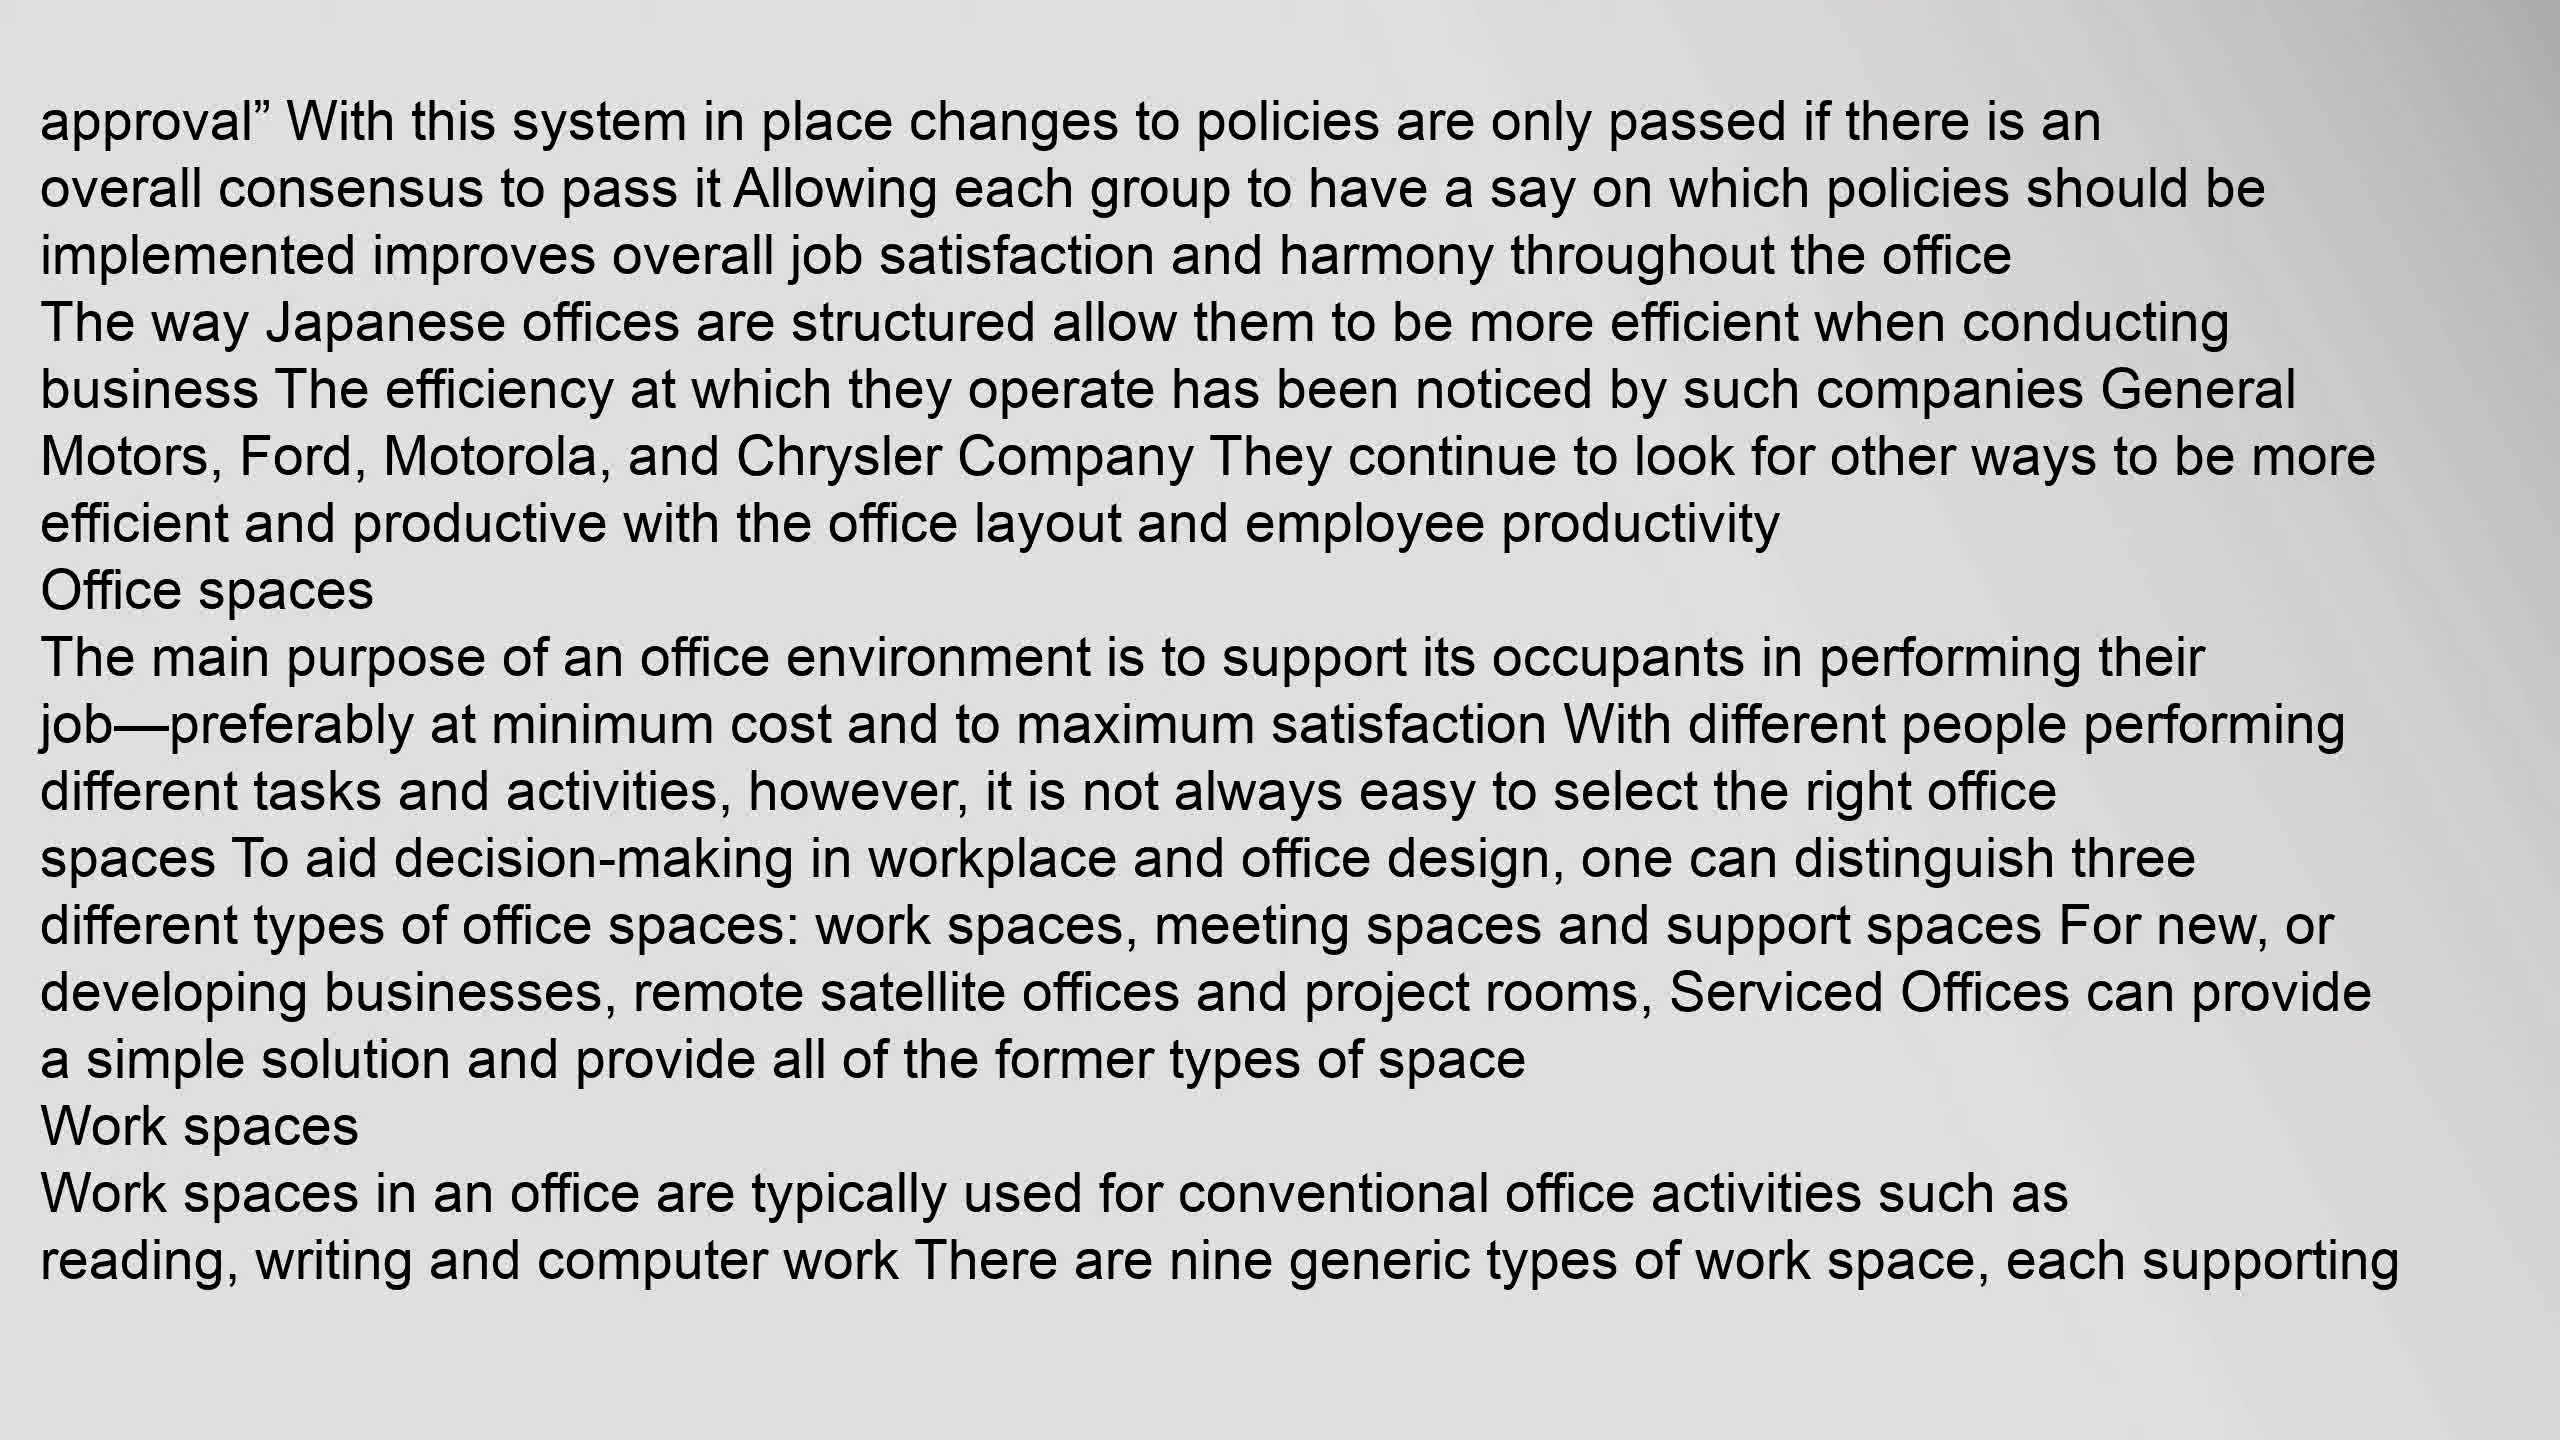 approval” With this system in place changes to policies are only passed if there is an
overall consensus to pass it Allowing each group to have a say on which policies should be
implemented improves overall job satisfaction and harmony throughout the office
The way Japanese offices are structured allow them to be more efficient when conducting
business The efficiency at which they operate has been noticed by such companies General
Motors, Ford, Motorola, and Chrysler Company They continue to look for other ways to be more
efficient and productive with the office layout and employee productivity
Office spaces
The main purpose of an office environment is to support its occupants in performing their
job—preferably at minimum cost and to maximum satisfaction With different people performing
different tasks and activities, however, it is not always easy to select the right office
spaces To aid decision-making in workplace and office design, one can distinguish three
different types of office spaces: work spaces, meeting spaces and support spaces For new, or
developing businesses, remote satellite offices and project rooms, Serviced Offices can provide
a simple solution and provide all of the former types of space
Work spaces
Work spaces in an office are typically used for conventional office activities such as
reading, writing and computer work There are nine generic types of work space, each supporting